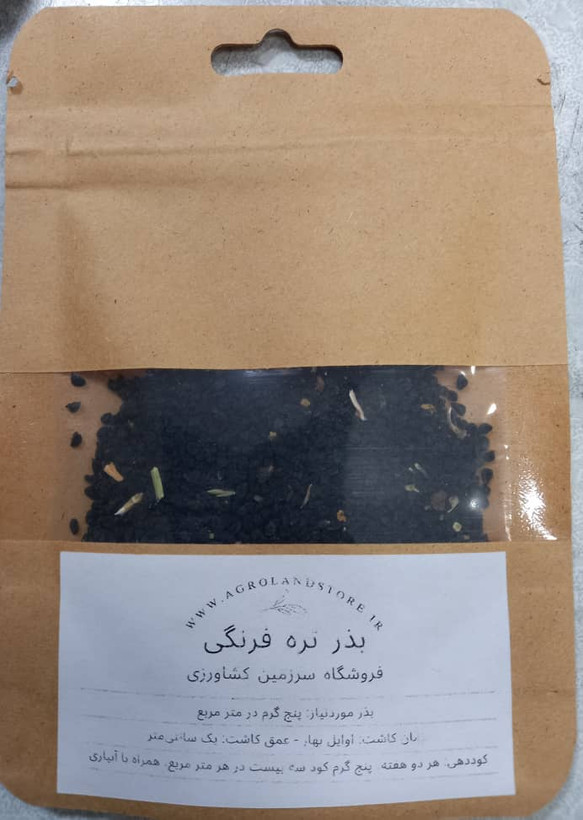 WWW.AGROLANDSTORE.IR
بذر تره فرنگی
فروشگاه سرزمین کشاورزی
بذر موردنیاز: پنج گرم در متر مربع
کاشت: اوایل بهار - عمق کاشت: یک سانتی‌متر
کوددهی: هر دو هفته پنج گرم کود سه بیست در هر متر مربع، همراه با آبیاری